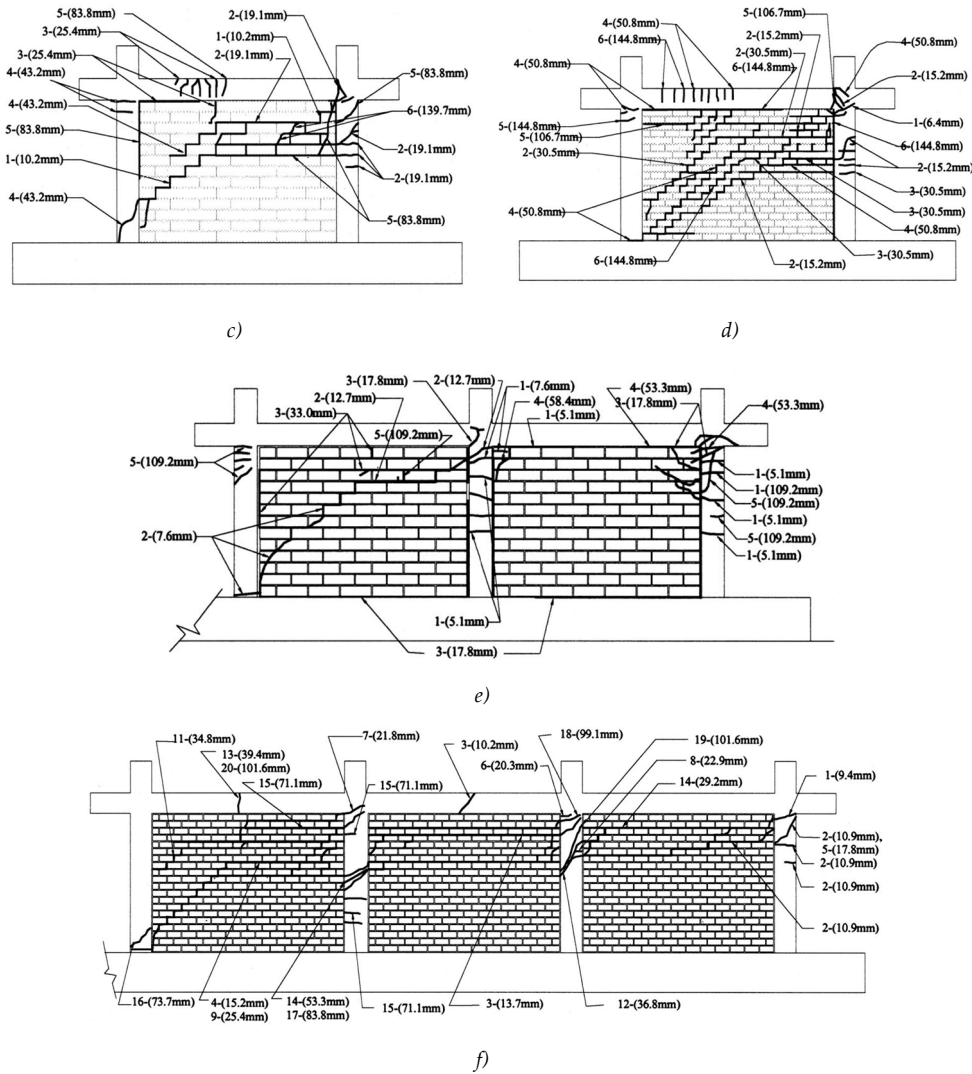 5-(83.8mm)
3-(25.4mm)
3-(25.4mm)
4-(43.2mm)
4-(43.2mm)
5-(83.8mm)
1-(10.2mm)
4-(43.2mm)
2-(19.1mm)
1-(10.2mm)
2-(19.1mm)
5-(83.8mm)
6-(139.7mm)
2-(19.1mm)
2-(19.1mm)
5-(83.8mm)
c)
4-(50.8mm)
6-(144.8mm)
4-(50.8mm)
5-(144.8mm)
5-(106.7mm)
2-(30.5mm)
4-(50.8mm)
6-(144.8mm)
5-(106.7mm)
2-(15.2mm)
2-(30.5mm)
6-(144.8mm)
4-(50.8mm)
2-(15.2mm)
1-(6.4mm)
6-(144.8mm)
2-(15.2mm)
3-(30.5mm)
3-(30.5mm)
4-(50.8mm)
3-(30.5mm)
2-(15.2mm)
d)
3-(17.8mm)
2-(12.7mm)
3-(33.0mm)
5-(109.2mm)
5-(109.2mm)
2-(7.6mm)
2-(12.7mm)
1-(7.6mm)
4-(58.4mm)
1-(5.1mm)
4-(53.3mm)
3-(17.8mm)
4-(53.3mm)
1-(5.1mm)
1-(109.2mm)
5-(109.2mm)
1-(5.1mm)
5-(109.2mm)
1-(5.1mm)
1-(5.1mm)
3-(17.8mm)
e)
11-(34.8mm)
13-(39.4mm)
20-(101.6mm)
15-(71.1mm)
7-(21.8mm)
15-(71.1mm)
3-(10.2mm)
18-(99.1mm)
6-(20.3mm)
19-(101.6mm)
8-(22.9mm)
14-(29.2mm)
1-(9.4mm)
2-(10.9mm),
5-(17.8mm)
2-(10.9mm)
2-(10.9mm)
2-(10.9mm)
16-(73.7mm)
4-(15.2mm)
9-(25.4mm)
14-(53.3mm)
17-(83.8mm)
15-(71.1mm)
3-(13.7mm)
12-(36.8mm)
f)